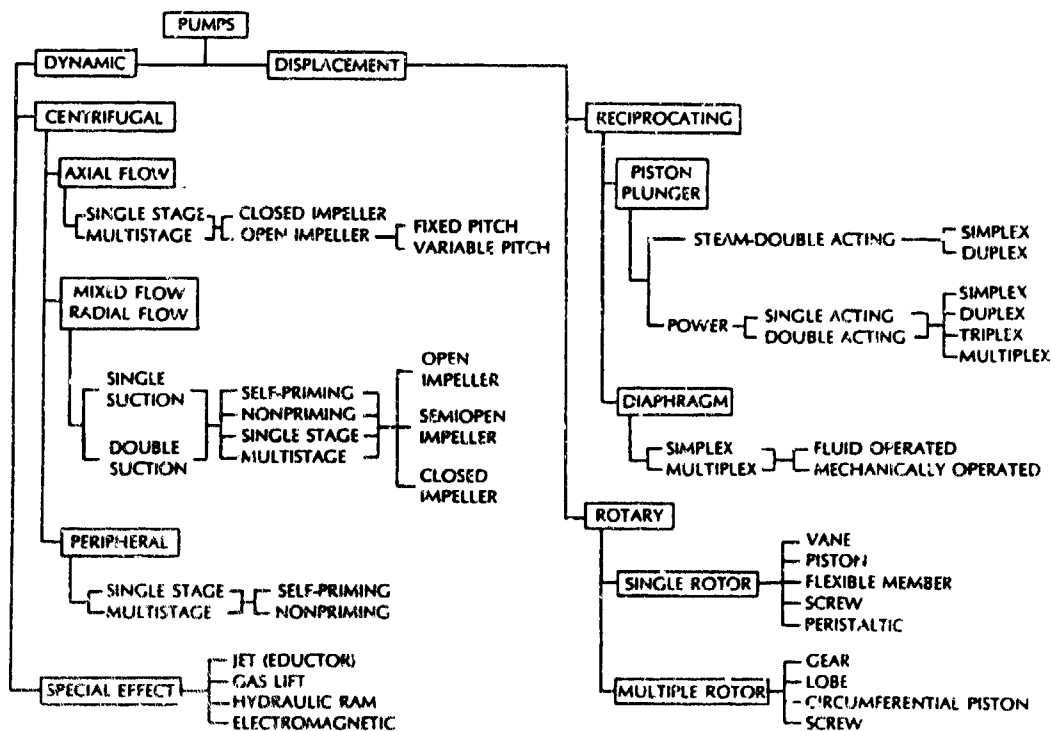 PUMPS
DYNAMIC
DISPLACEMENT
CENTRIFUGAL
AXIAL FLOW
SINGLE STAGE
MULTISTAGE
CLOSED IMPELLER
OPEN IMPELLER
FIXED PITCH
VARIABLE PITCH
MIXED FLOW
RADIAL FLOW
SINGLE
SUCTION
DOUBLE
SUCTION
SELF-PRIMING
NONPRIMING
SINGLE STAGE
MULTISTAGE
OPEN
IMPELLER
SEMIOPEN
IMPELLER
CLOSED
IMPELLER
PERIPHERAL
SINGLE STAGE
MULTISTAGE
SELF-PRIMING
NONPRIMING
SPECIAL EFFECT
JET (EDUCTOR)
GAS LIFT
HYDRAULIC RAM
ELECTROMAGNETIC
RECIPROCATING
PISTON
PLUNGER
STEAM-DOUBLE ACTING
SIMPLEX
DUPLEX
POWER
SINGLE ACTING
DOUBLE ACTING
SIMPLEX
DUPLEX
TRIPLEX
MULTIPLEX
DIAPHRAGM
SIMPLEX
MULTIPLEX
FLUID OPERATED
MECHANICALLY OPERATED
ROTARY
SINGLE ROTOR
VANE
PISTON
FLEXIBLE MEMBER
SCREW
PERISTALTIC
MULTIPLE ROTOR
GEAR
LOBE
CIRCUMFERENTIAL PISTON
SCREW